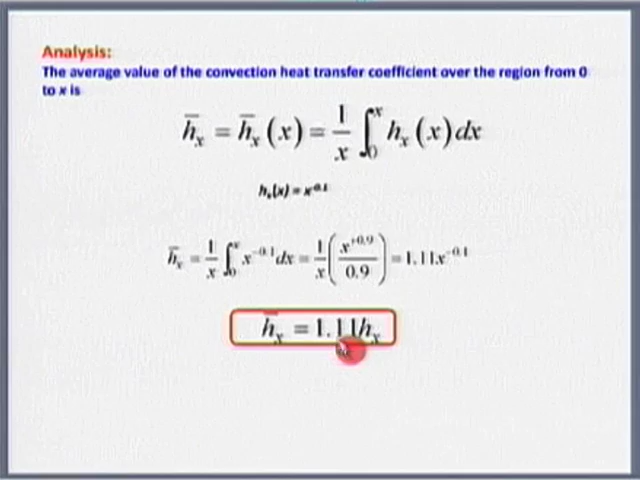 Analysis:
The average value of the convection heat transfer coefficient over the region from 0
to x is
h̄ₓ = h̄ₓ(x) = 1/x ∫₀ˣ hₓ(x)dx
hₓ(x) = x⁻⁰·¹
h̄ₓ = 1/x ∫₀ˣ x⁻⁰·¹dx = 1/x (x⁺⁰·⁹/0.9) = 1.11x⁻⁰·¹
h̄ₓ = 1.11hₓ